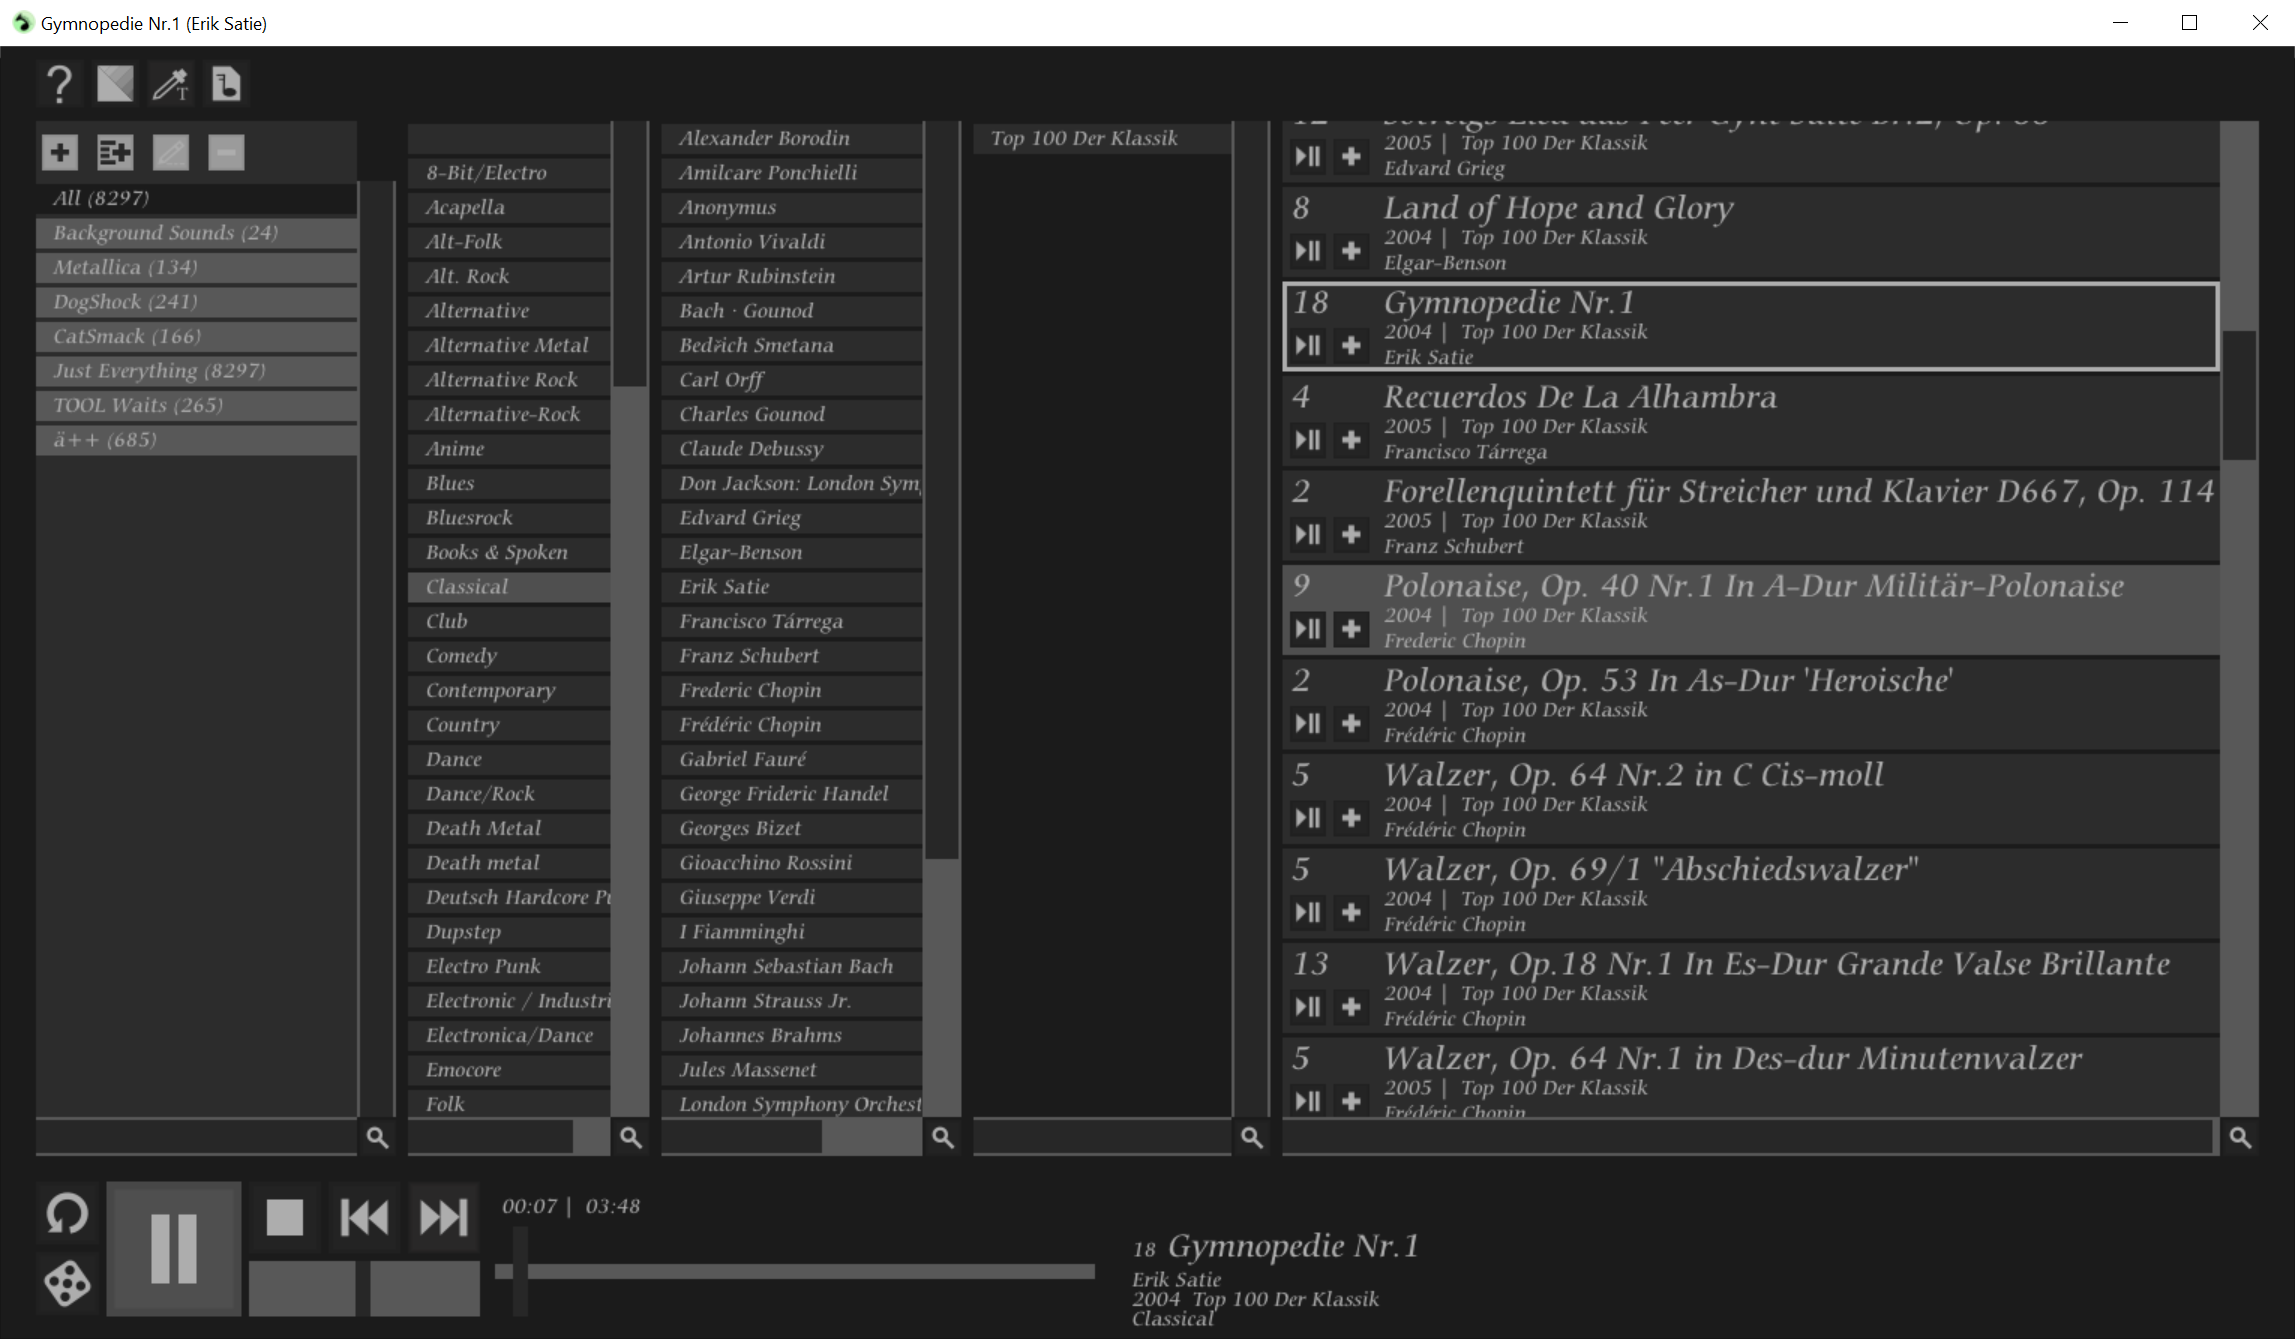 Gymnopedie Nr.1 (Erik Satie)
All (8297)
Background Sounds (24)
Metallica (134)
DogShock (241)
CatSmack (166)
Just Everything (8297)
TOOL Waits (265)
ä++ (685)
8-Bit/Electro
Acapella
Alt-Folk
Alt. Rock
Alternative
Alternative Metal
Alternative Rock
Alternative-Rock
Anime
Blues
Bluesrock
Books & Spoken
Classical
Club
Comedy
Contemporary
Country
Dance
Dance/Rock
Death Metal
Death metal
Deutsch Hardcore
Dupstep
Electro Punk
Electronic / Industri
Electronica/Dance
Emocore
Folk
Alexander Borodin
Amilcare Ponchielli
Anonymus
Antonio Vivaldi
Artur Rubinstein
Bach · Gounod
Bedřich Smetana
Carl Orff
Charles Gounod
Claude Debussy
Don Jackson: London Sym
Edvard Grieg
Elgar-Benson
Erik Satie
Francisco Tárrega
Franz Schubert
Frederic Chopin
Frédéric Chopin
Gabriel Fauré
George Frideric Handel
Georges Bizet
Gioacchino Rossini
Giuseppe Verdi
I Fiamminghi
Johann Sebastian Bach
Johann Strauss Jr.
Johannes Brahms
Jules Massenet
London Symphony Orchest
Top 100 Der Klassik
2005 | Top 100 Der Klassik
Edvard Grieg
8 Land of Hope and Glory
2004 | Top 100 Der Klassik
Elgar-Benson
18 Gymnopedie Nr.1
2004 | Top 100 Der Klassik
Erik Satie
4 Recuerdos De La Alhambra
2005 | Top 100 Der Klassik
Francisco Tárrega
2 Forellenquintett für Streicher und Klavier D667, Op. 114
2005 | Top 100 Der Klassik
Franz Schubert
9 Polonaise, Op. 40 Nr.1 In A-Dur Militär-Polonaise
2004 | Top 100 Der Klassik
Frederic Chopin
2 Polonaise, Op. 53 In As-Dur 'Heroische'
2004 | Top 100 Der Klassik
Frédéric Chopin
5 Walzer, Op. 64 Nr.2 in C Cis-moll
2004 | Top 100 Der Klassik
Frédéric Chopin
5 Walzer, Op. 69/1 "Abschiedswalzer"
2004 | Top 100 Der Klassik
Frédéric Chopin
13 Walzer, Op.18 Nr.1 In Es-Dur Grande Valse Brillante
2004 | Top 100 Der Klassik
Frédéric Chopin
5 Walzer, Op. 64 Nr.1 in Des-dur Minutenwalzer
2005 | Top 100 Der Klassik
Frédéric Chopin
00:07 | 03:48
18 Gymnopedie Nr.1
Erik Satie
2004 Top 100 Der Klassik
Classical